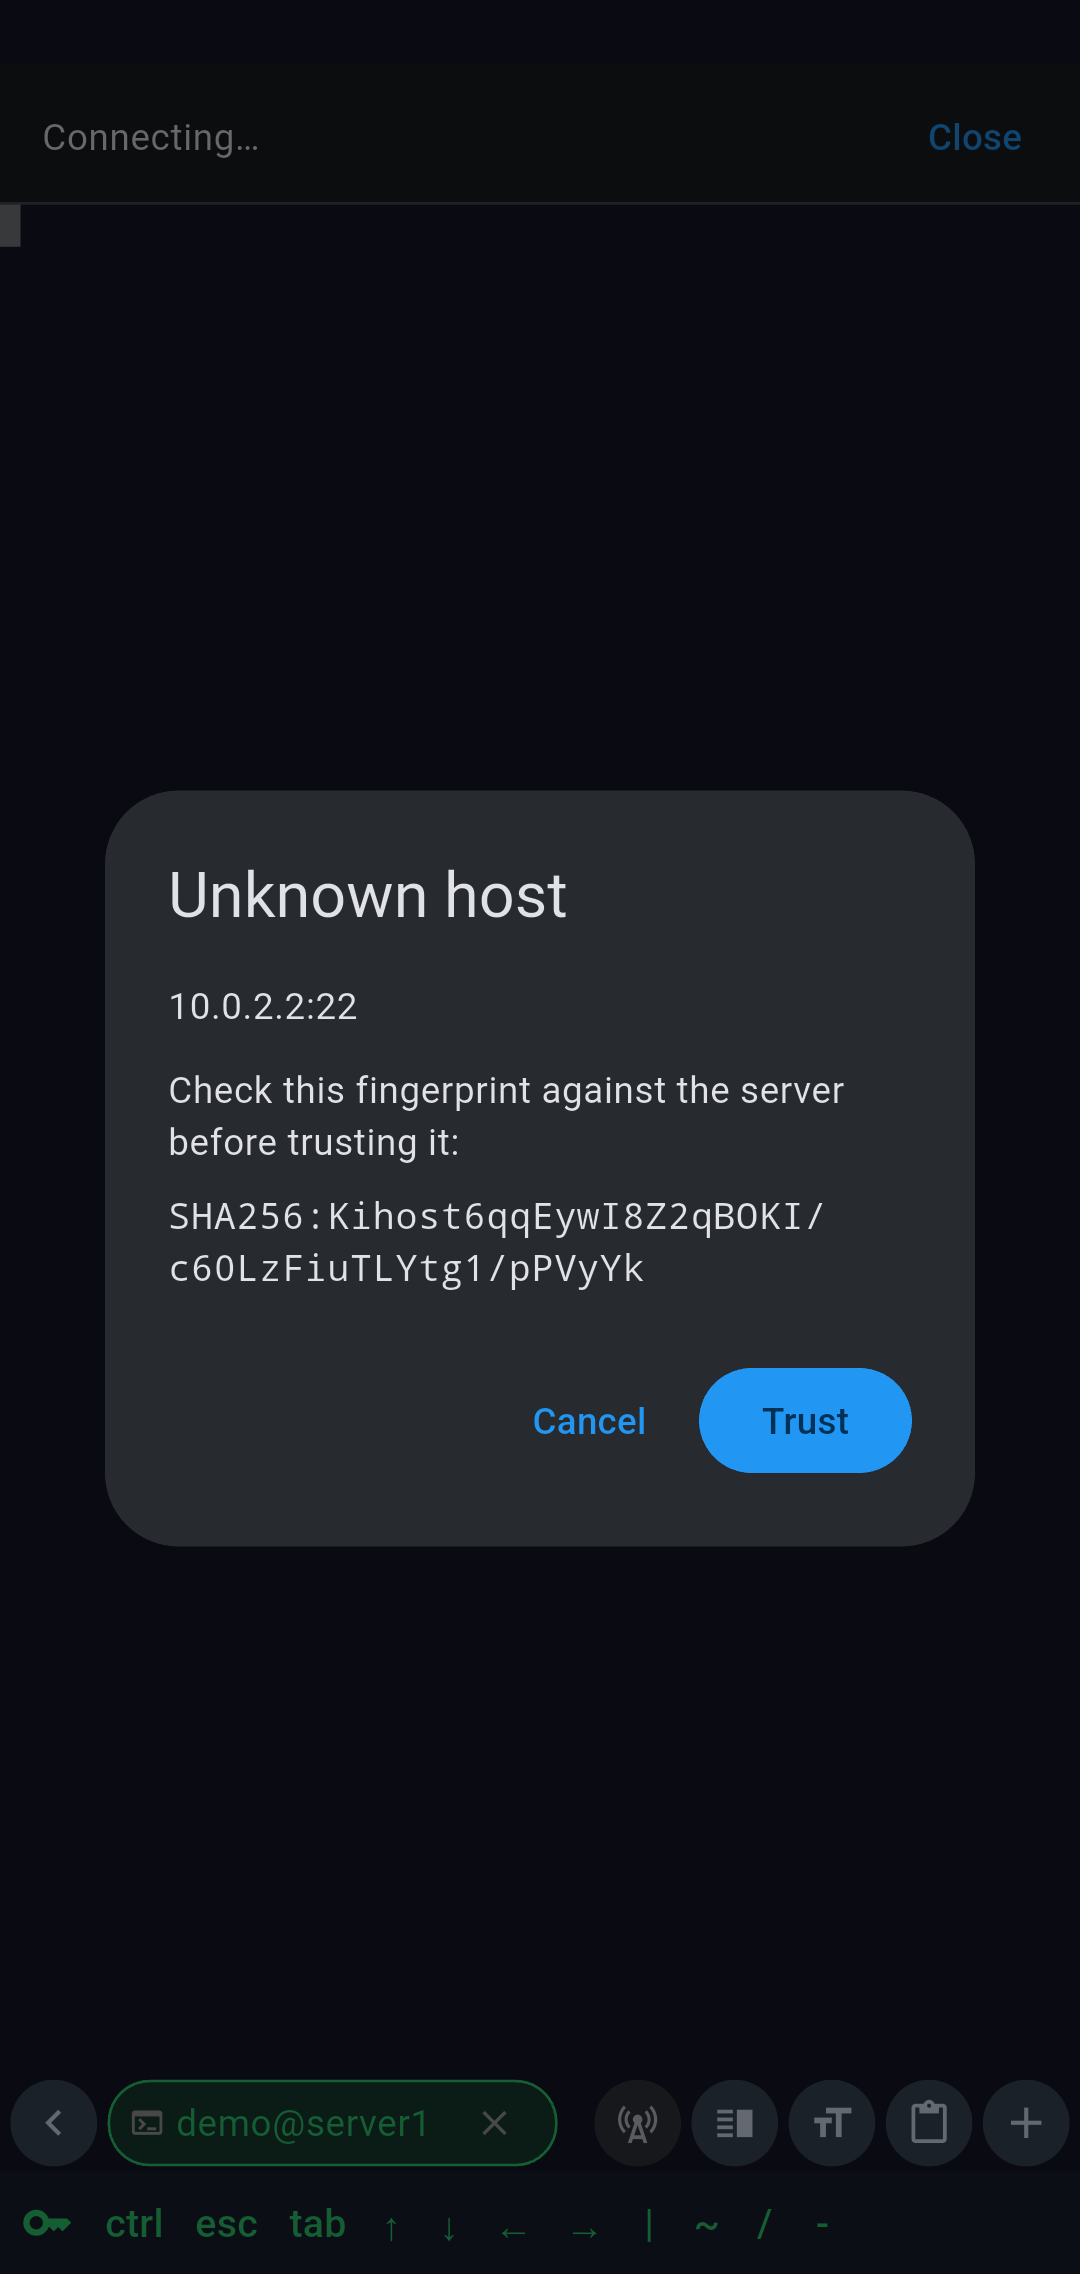 Connecting…
Close
Unknown host
10.0.2.2:22
Check this fingerprint against the server
before trusting it:
SHA256:Kihost6qqEywI8Z2qBOKI/
c6OLzFiuTLYtg1/pPVyYk
Cancel
Trust
demo@server1
ctrl esc tab ↑ ↓ ← → | ~ / -